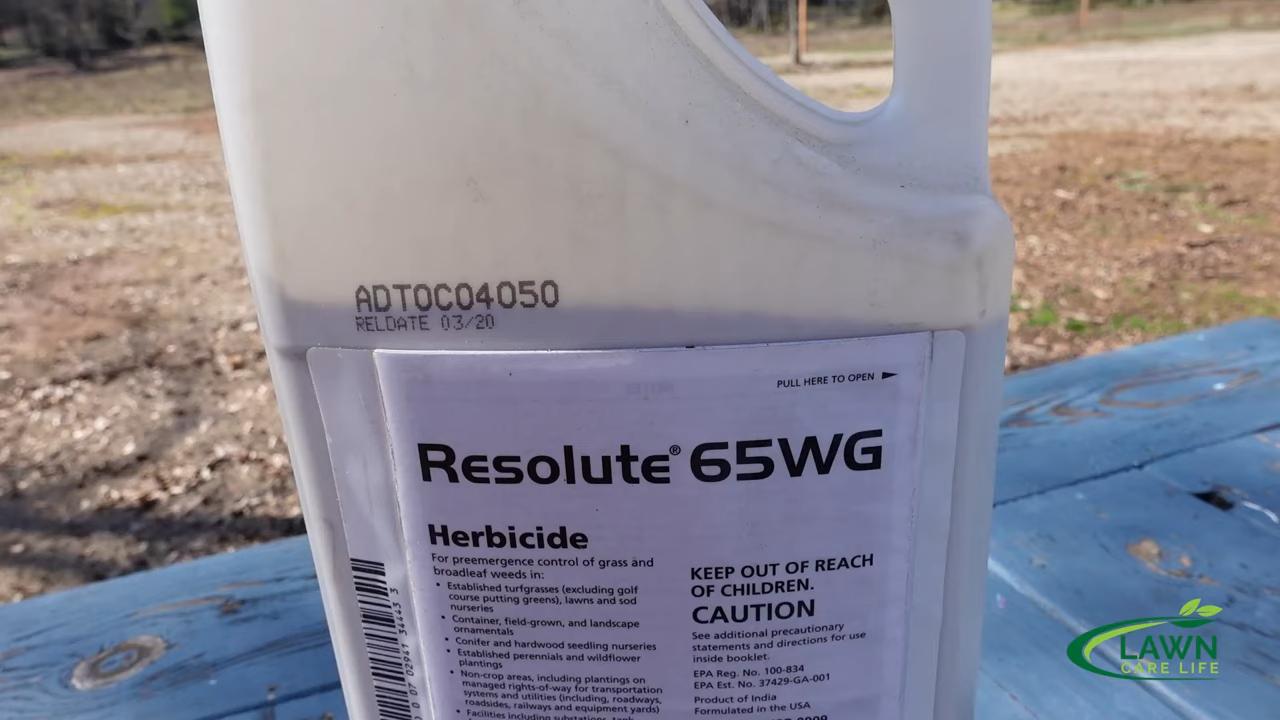 ADTOC04050
RELDATE 03/20
PULL HERE TO OPEN
Resolute® 65WG
Herbicide
For preemergence control of grass and
broadleaf weeds in:
• Established turfgrasses (excluding golf
course putting greens), lawns and sod
nurseries
• Container, field-grown, and landscape
ornamentals
• Conifer and hardwood seedling nurseries
• Established perennials and wildflower
plantings
• Non-crop areas, including plantings on
managed rights-of-way for transportation
systems and utilities (including, roadways,
roadsides, railways and equipment yards)
• Facilities including substations, tank
KEEP OUT OF REACH
OF CHILDREN.
CAUTION
See additional precautionary
statements and directions for use
inside booklet.
EPA Reg. No. 100-834
EPA Est. No. 37429-GA-001
Product of India
Formulated in the USA
LAWN
CARE LIFE